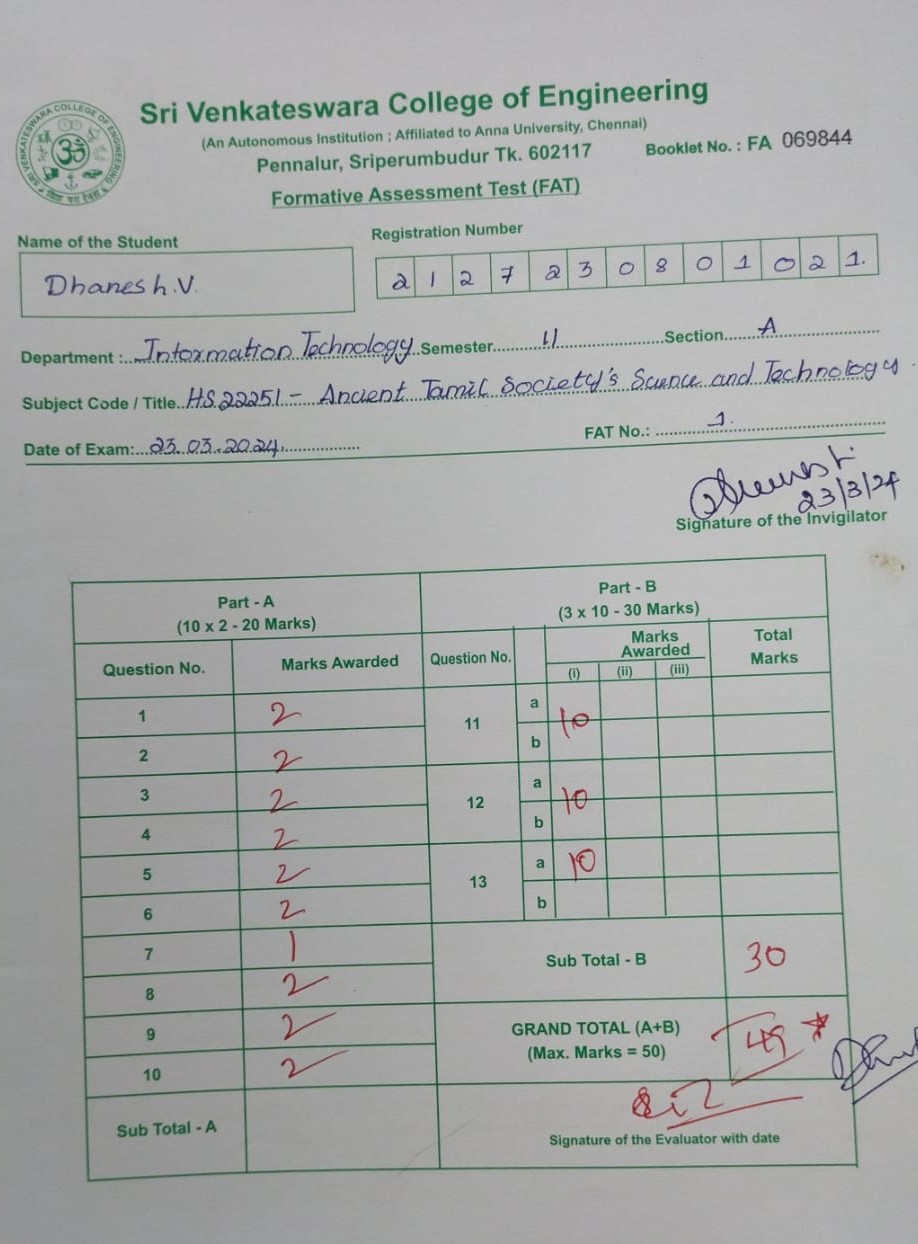 Sri Venkateswara College of Engineering
(An Autonomous Institution ; Affiliated to Anna University, Chennai)
Pennalur, Sriperumbudur Tk. 602117
Booklet No. : FA 069844
Formative Assessment Test (FAT)
SRI VENKATESWARA COLLEGE OF ENGINEERING
Name of the Student
Registration Number
Dhanesh.V.
2 1 2 7 2 3 0 8 0 1 0 2 1.
Department : Information Technology Semester II Section A
Subject Code / Title HS22251 - Ancient Tamil Society's Science and Technology
Date of Exam: 23.03.2024.
FAT No.: 1.
23/3/24
Signature of the Invigilator
Part - A
(10 x 2 - 20 Marks)
Part - B
(3 x 10 - 30 Marks)
Question No. Marks Awarded Question No. Marks Awarded Total Marks
(i) (ii) (iii)
1 2
2 2
3 2
4 2
5 2
6 2
7 1
8 2
9 2
10 2
Sub Total - A
11 a 10
b
12 a 10
b
13 a 10
b
Sub Total - B 30
GRAND TOTAL (A+B)
(Max. Marks = 50)
49
Signature of the Evaluator with date